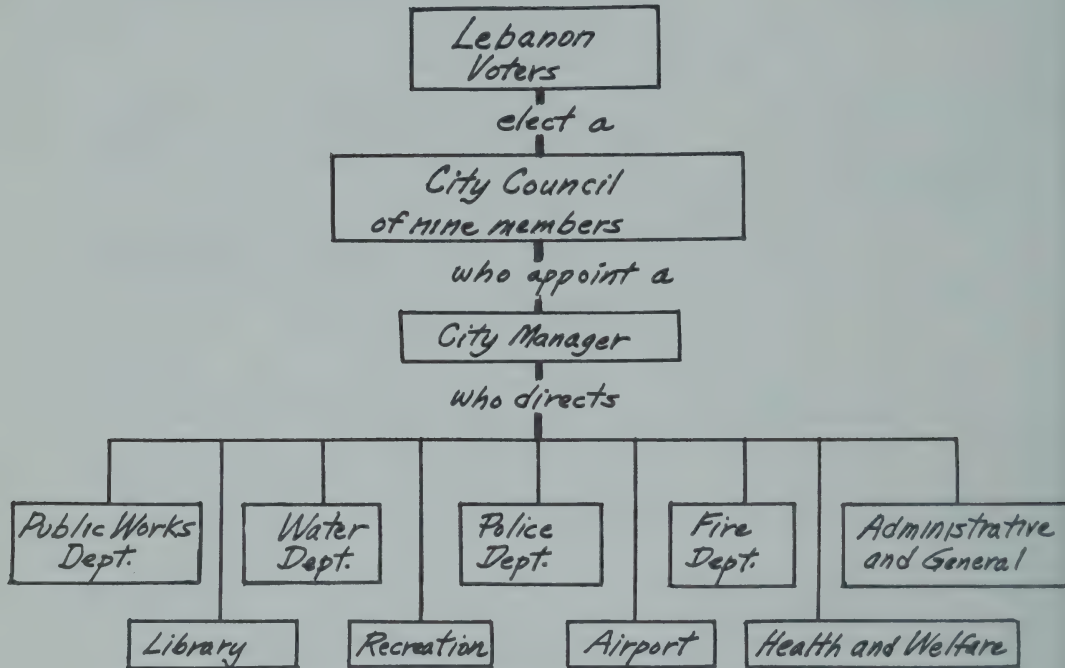 Lebanon
Voters
elect a
City Council
of nine members
who appoint a
City Manager
who directs
Public Works
Dept.
Water
Dept.
Police
Dept.
Fire
Dept.
Administrative
and General
Library
Recreation
Airport
Health and Welfare